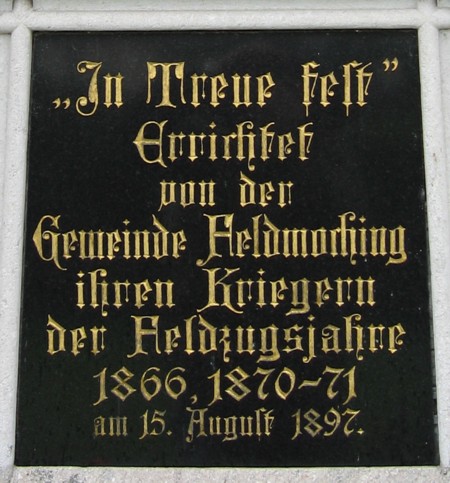 „In Treue fest”
Errichtet
von der
Gemeinde Feldmoching
ihren Kriegern
der Feldzugsjahre
1866, 1870-71
am 15. August 1897.